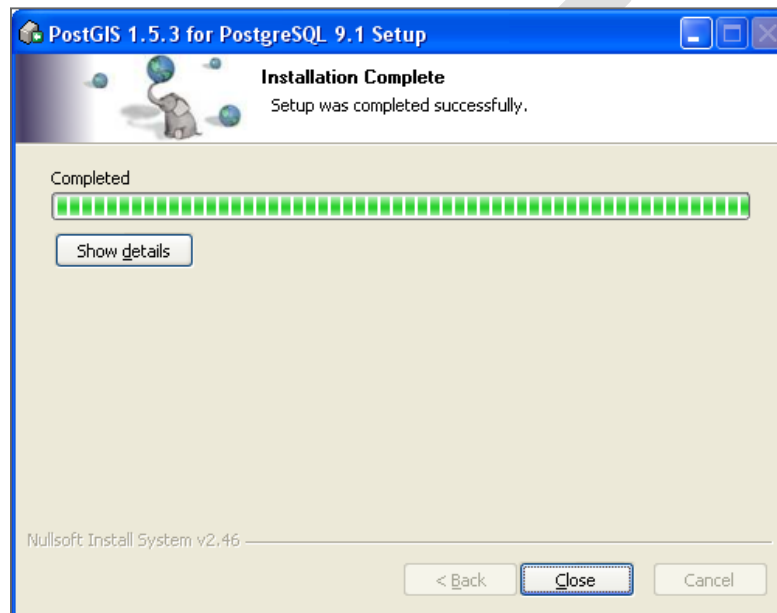 PostGIS 1.5.3 for PostgreSQL 9.1 Setup
Installation Complete
Setup was completed successfully.
Completed
Show details
Nullsoft Install System v2.46
< Back
Close
Cancel